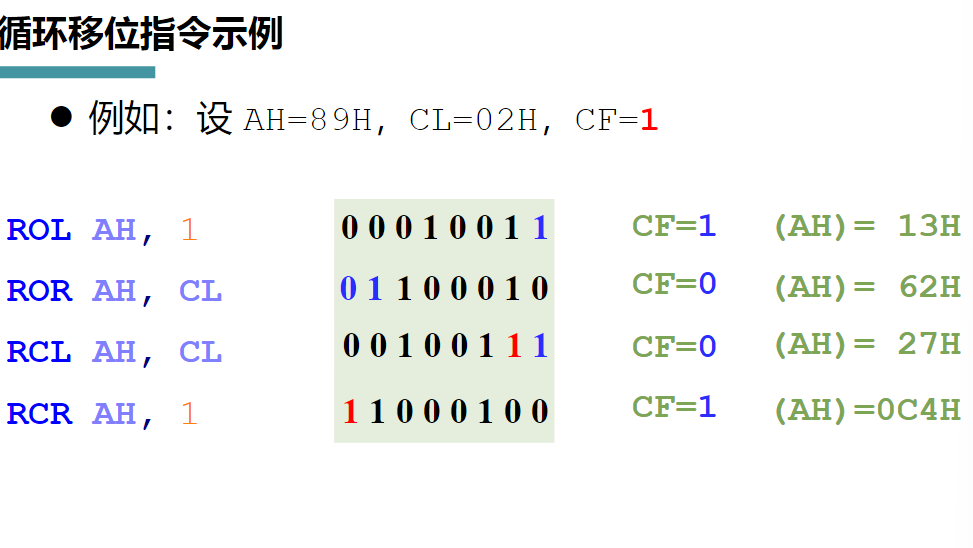 循环移位指令示例
● 例如：设 AH=89H, CL=02H, CF=1
ROL AH, 1 0 0 0 1 0 0 1 1 CF=1 (AH)= 13H
ROR AH, CL 0 1 1 0 0 0 1 0 CF=0 (AH)= 62H
RCL AH, CL 0 0 1 0 0 1 1 1 CF=0 (AH)= 27H
RCR AH, 1 1 1 0 0 0 1 0 0 CF=1 (AH)=0C4H